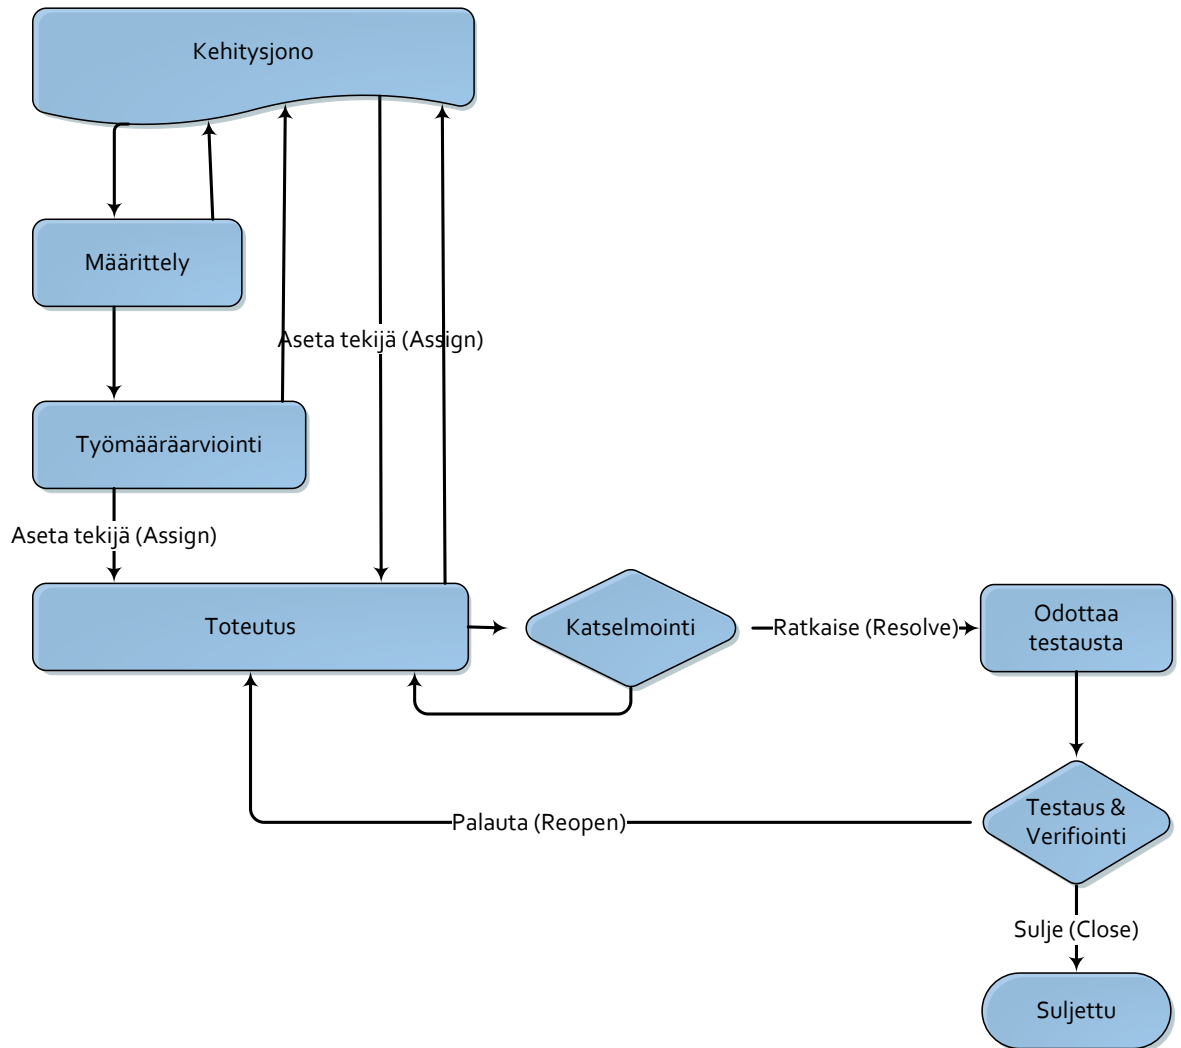 Kehitysjono
Määrittely
Aseta tekijä (Assign)
Työmääräarviointi
Aseta tekijä (Assign)
Toteutus
Katselmointi
Ratkaise (Resolve)
Odottaa
testausta
Testaus &
Verifiointi
Palauta (Reopen)
Sulje (Close)
Suljettu